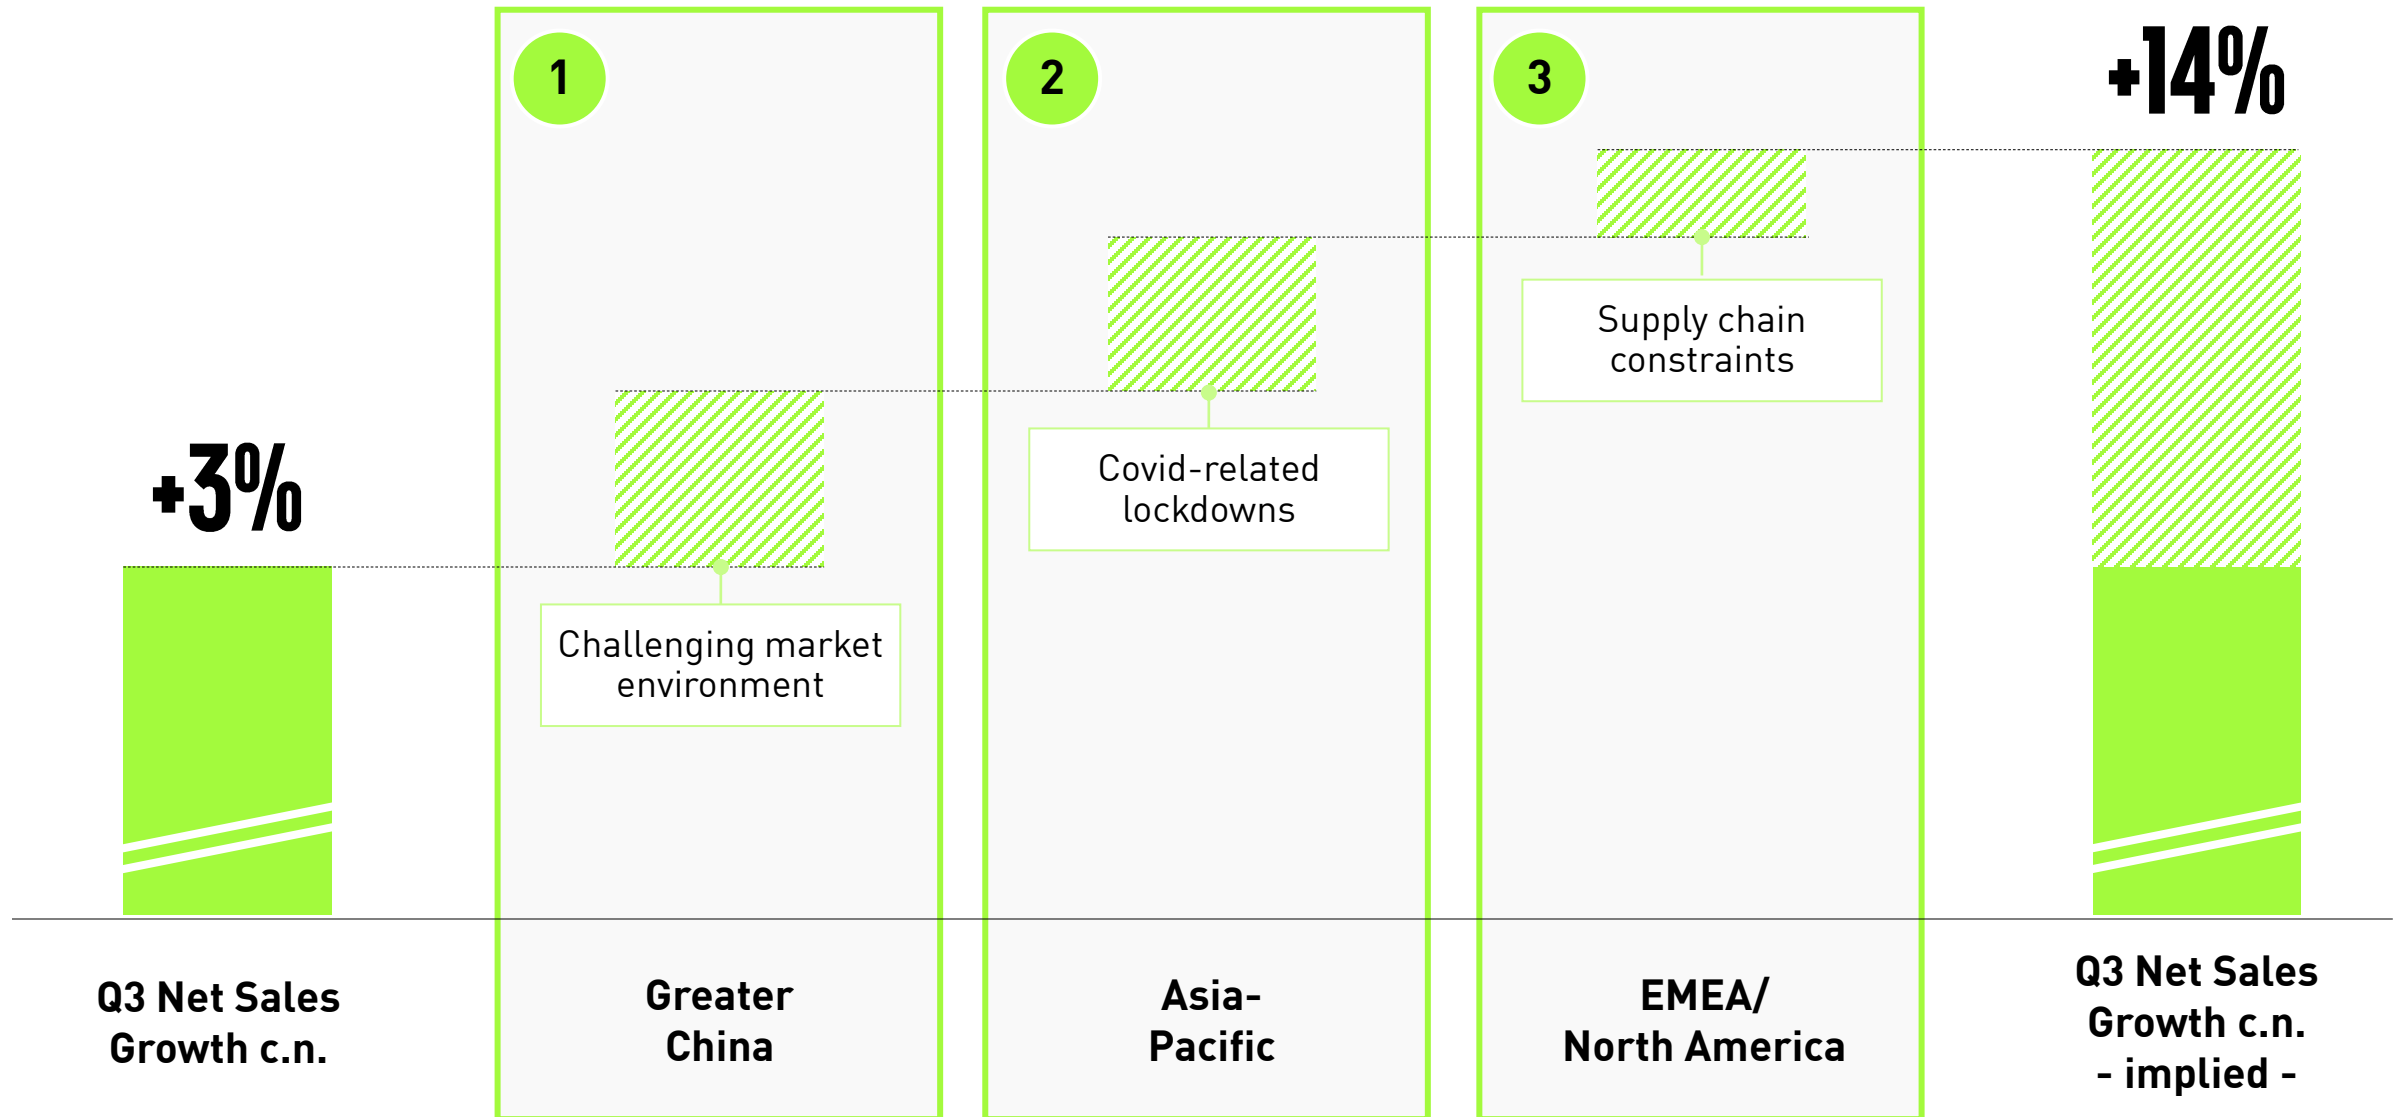 1
2
3
+14%
+3%
Supply chain
constraints
Covid-related
lockdowns
Challenging market
environment
Q3 Net Sales
Growth c.n.
Greater
China
Asia-
Pacific
EMEA/
North America
Q3 Net Sales
Growth c.n.
- implied -